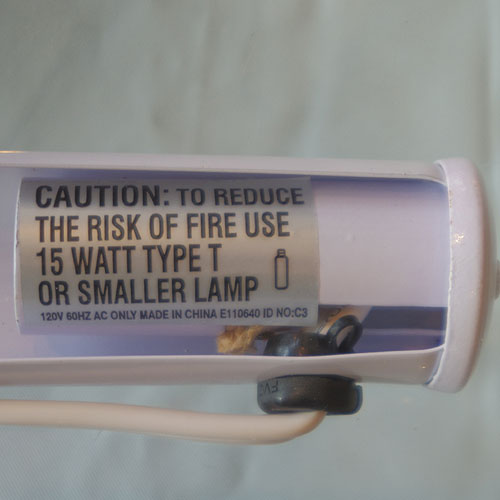 CAUTION: TO REDUCE
THE RISK OF FIRE USE
15 WATT TYPE T
OR SMALLER LAMP
120V 60HZ AC ONLY MADE IN CHINA E110640 ID NO:C3